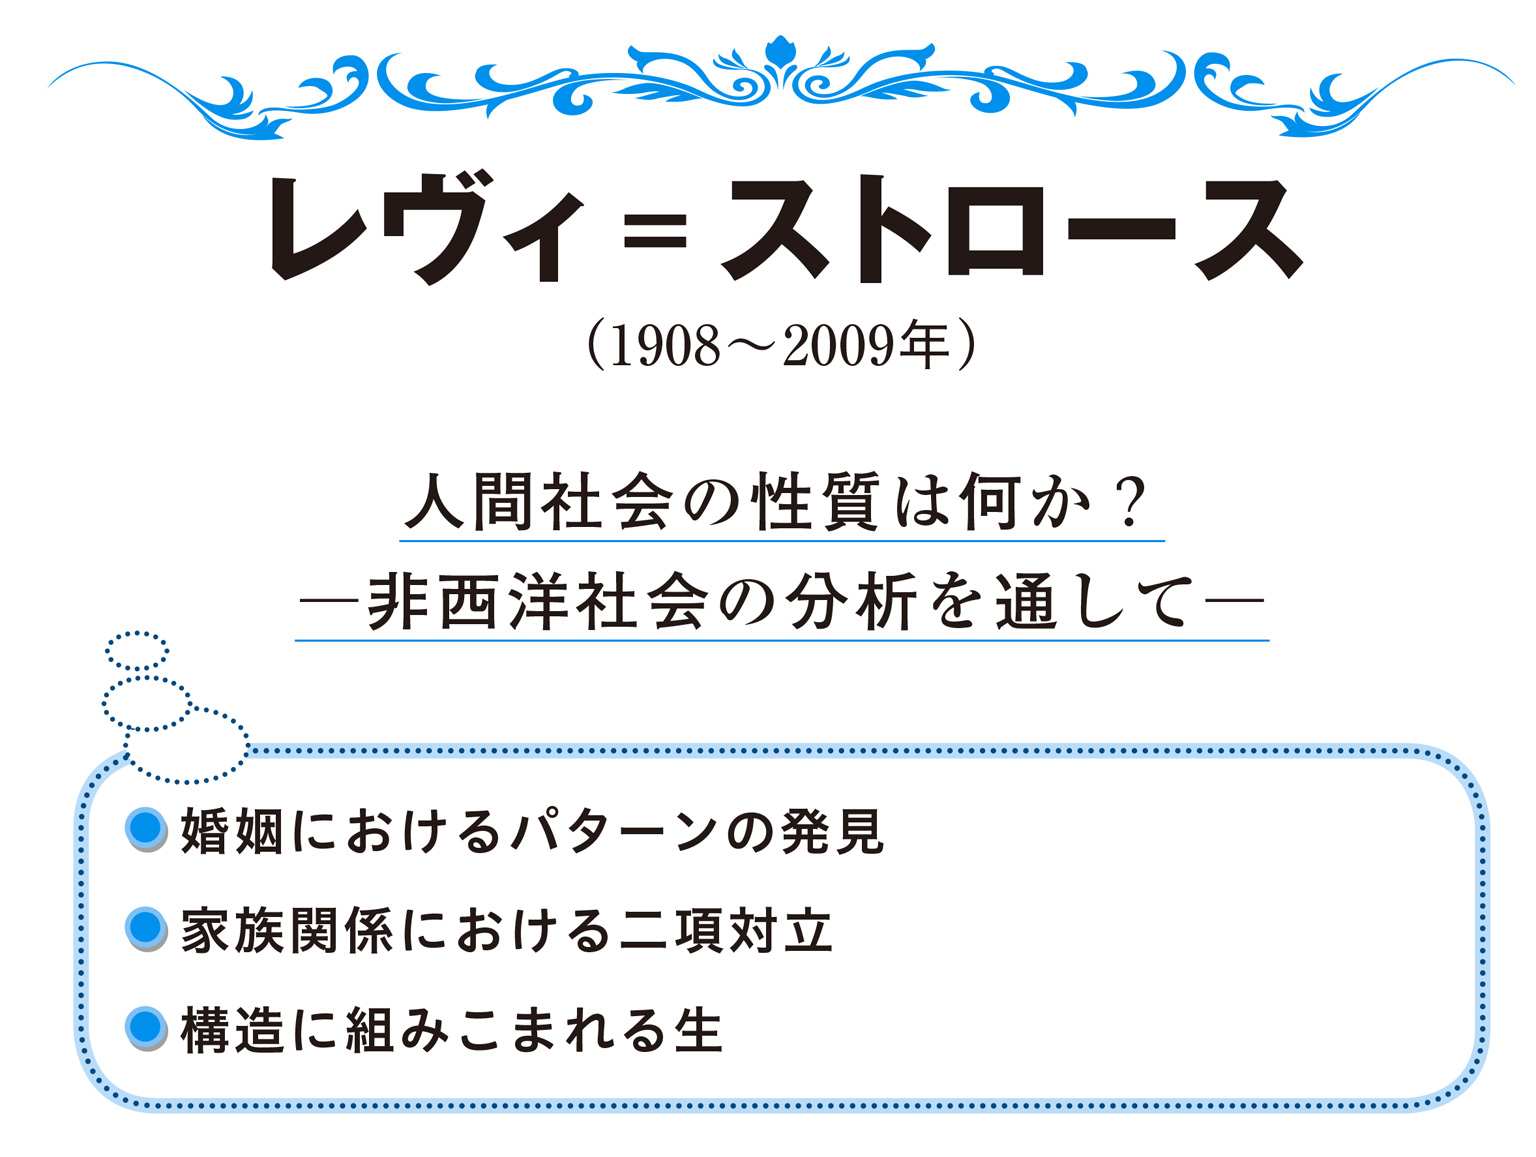 レヴィ=ストロース
(1908〜2009年)
人間社会の性質は何か?
―非西洋社会の分析を通して―
婚姻におけるパターンの発見
家族関係における二項対立
構造に組みこまれる生